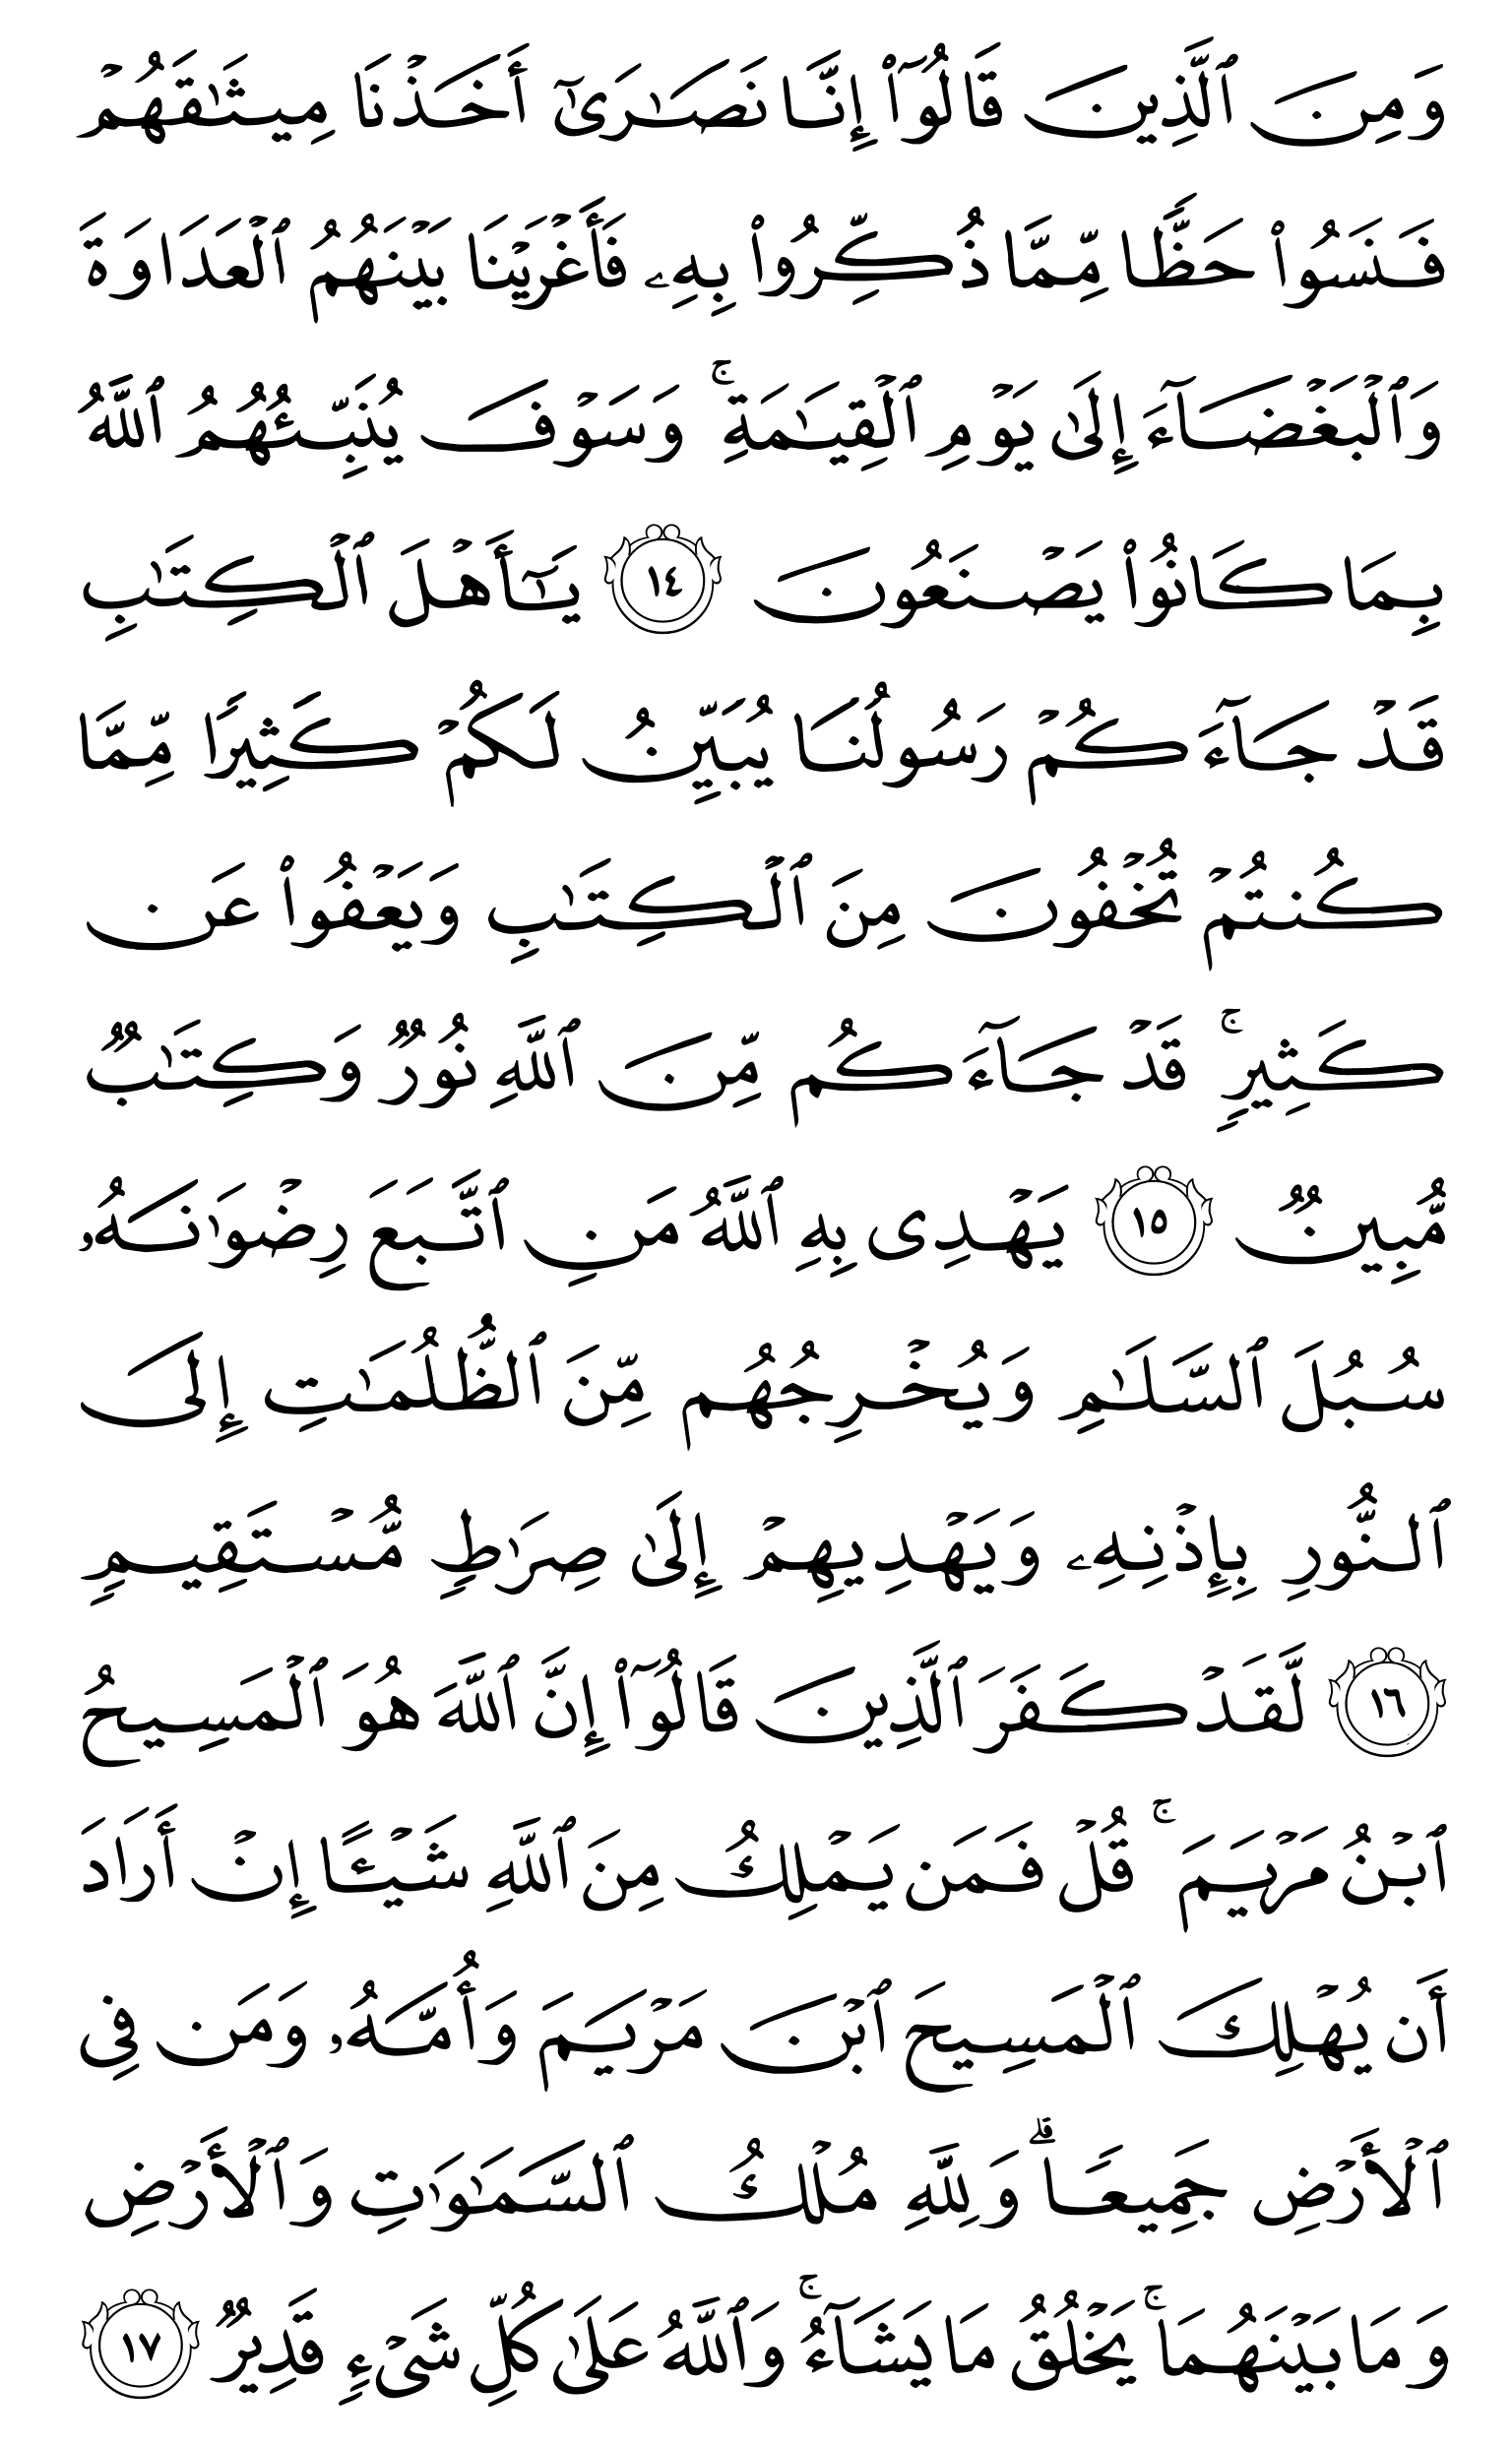 وَمِنَ ٱلَّذِينَ قَالُوٓا۟ إِنَّا نَصَـٰرَىٰٓ أَخَذْنَا مِيثَـٰقَهُمْ
فَنَسُوا۟ حَظًّا مِّمَّا ذُكِّرُوا۟ بِهِۦ فَأَغْرَيْنَا بَيْنَهُمُ ٱلْعَدَاوَةَ
وَٱلْبَغْضَآءَ إِلَىٰ يَوْمِ ٱلْقِيَـٰمَةِ ۚ وَسَوْفَ يُنَبِّئُهُمُ ٱللَّهُ
بِمَا كَانُوا۟ يَصْنَعُونَ ١٤ يَـٰٓأَهْلَ ٱلْكِتَـٰبِ
قَدْ جَآءَكُمْ رَسُولُنَا يُبَيِّنُ لَكُمْ كَثِيرًا مِّمَّا
كُنتُمْ تُخْفُونَ مِنَ ٱلْكِتَـٰبِ وَيَعْفُوا۟ عَن
كَثِيرٍ ۚ قَدْ جَآءَكُم مِّنَ ٱللَّهِ نُورٌ وَكِتَـٰبٌ
مُّبِينٌ ١٥ يَهْدِى بِهِ ٱللَّهُ مَنِ ٱتَّبَعَ رِضْوَٰنَهُۥ
سُبُلَ ٱلسَّلَـٰمِ وَيُخْرِجُهُم مِّنَ ٱلظُّلُمَـٰتِ إِلَى
ٱلنُّورِ بِإِذْنِهِۦ وَيَهْدِيهِمْ إِلَىٰ صِرَٰطٍ مُّسْتَقِيمٍ
١٦ لَّقَدْ كَفَرَ ٱلَّذِينَ قَالُوٓا۟ إِنَّ ٱللَّهَ هُوَ ٱلْمَسِيحُ
ٱبْنُ مَرْيَمَ ۚ قُلْ فَمَن يَمْلِكُ مِنَ ٱللَّهِ شَيْـًٔا إِنْ أَرَادَ
أَن يُهْلِكَ ٱلْمَسِيحَ ٱبْنَ مَرْيَمَ وَأُمَّهُۥ وَمَن فِى
ٱلْأَرْضِ جَمِيعًا ۗ وَلِلَّهِ مُلْكُ ٱلسَّمَـٰوَٰتِ وَٱلْأَرْضِ
وَمَا بَيْنَهُمَا ۚ يَخْلُقُ مَا يَشَآءُ ۚ وَٱللَّهُ عَلَىٰ كُلِّ شَىْءٍ قَدِيرٌ ١٧